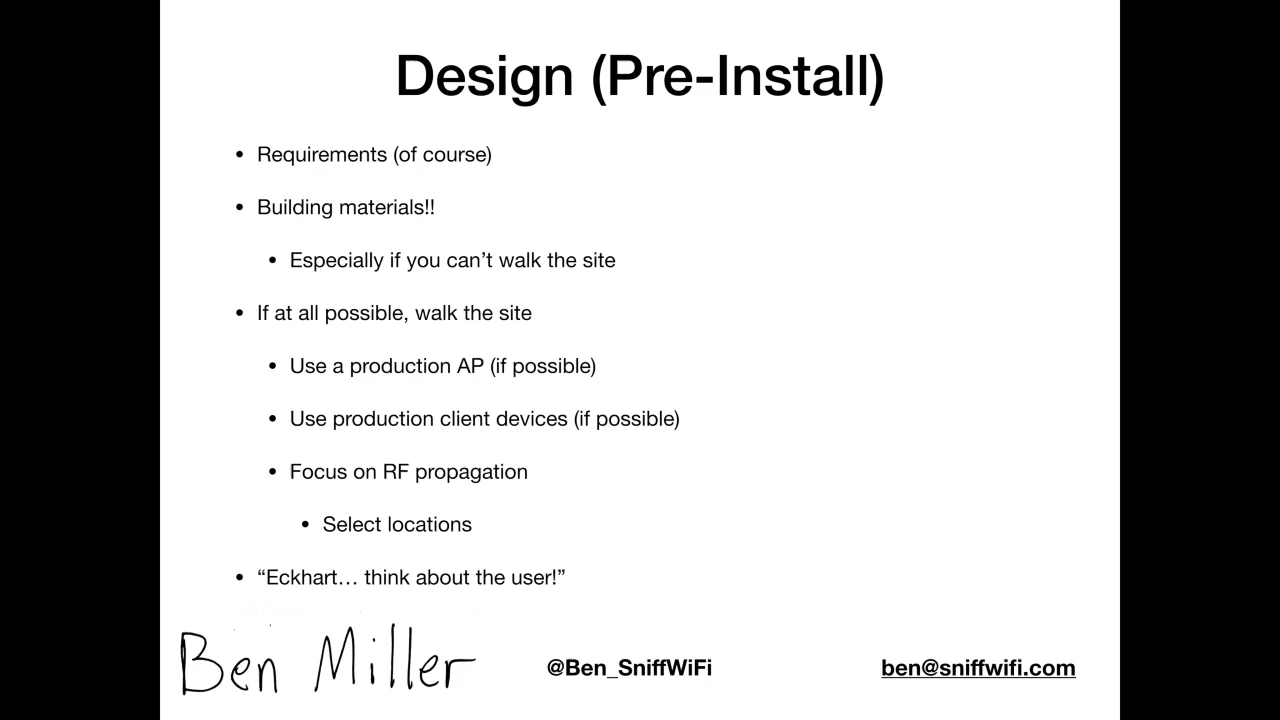 Design (Pre-Install)
• Requirements (of course)
• Building materials!!
• Especially if you can’t walk the site
• If at all possible, walk the site
• Use a production AP (if possible)
• Use production client devices (if possible)
• Focus on RF propagation
• Select locations
• “Eckhart… think about the user!”
Ben Miller @Ben_SniffWiFi ben@sniffwifi.com